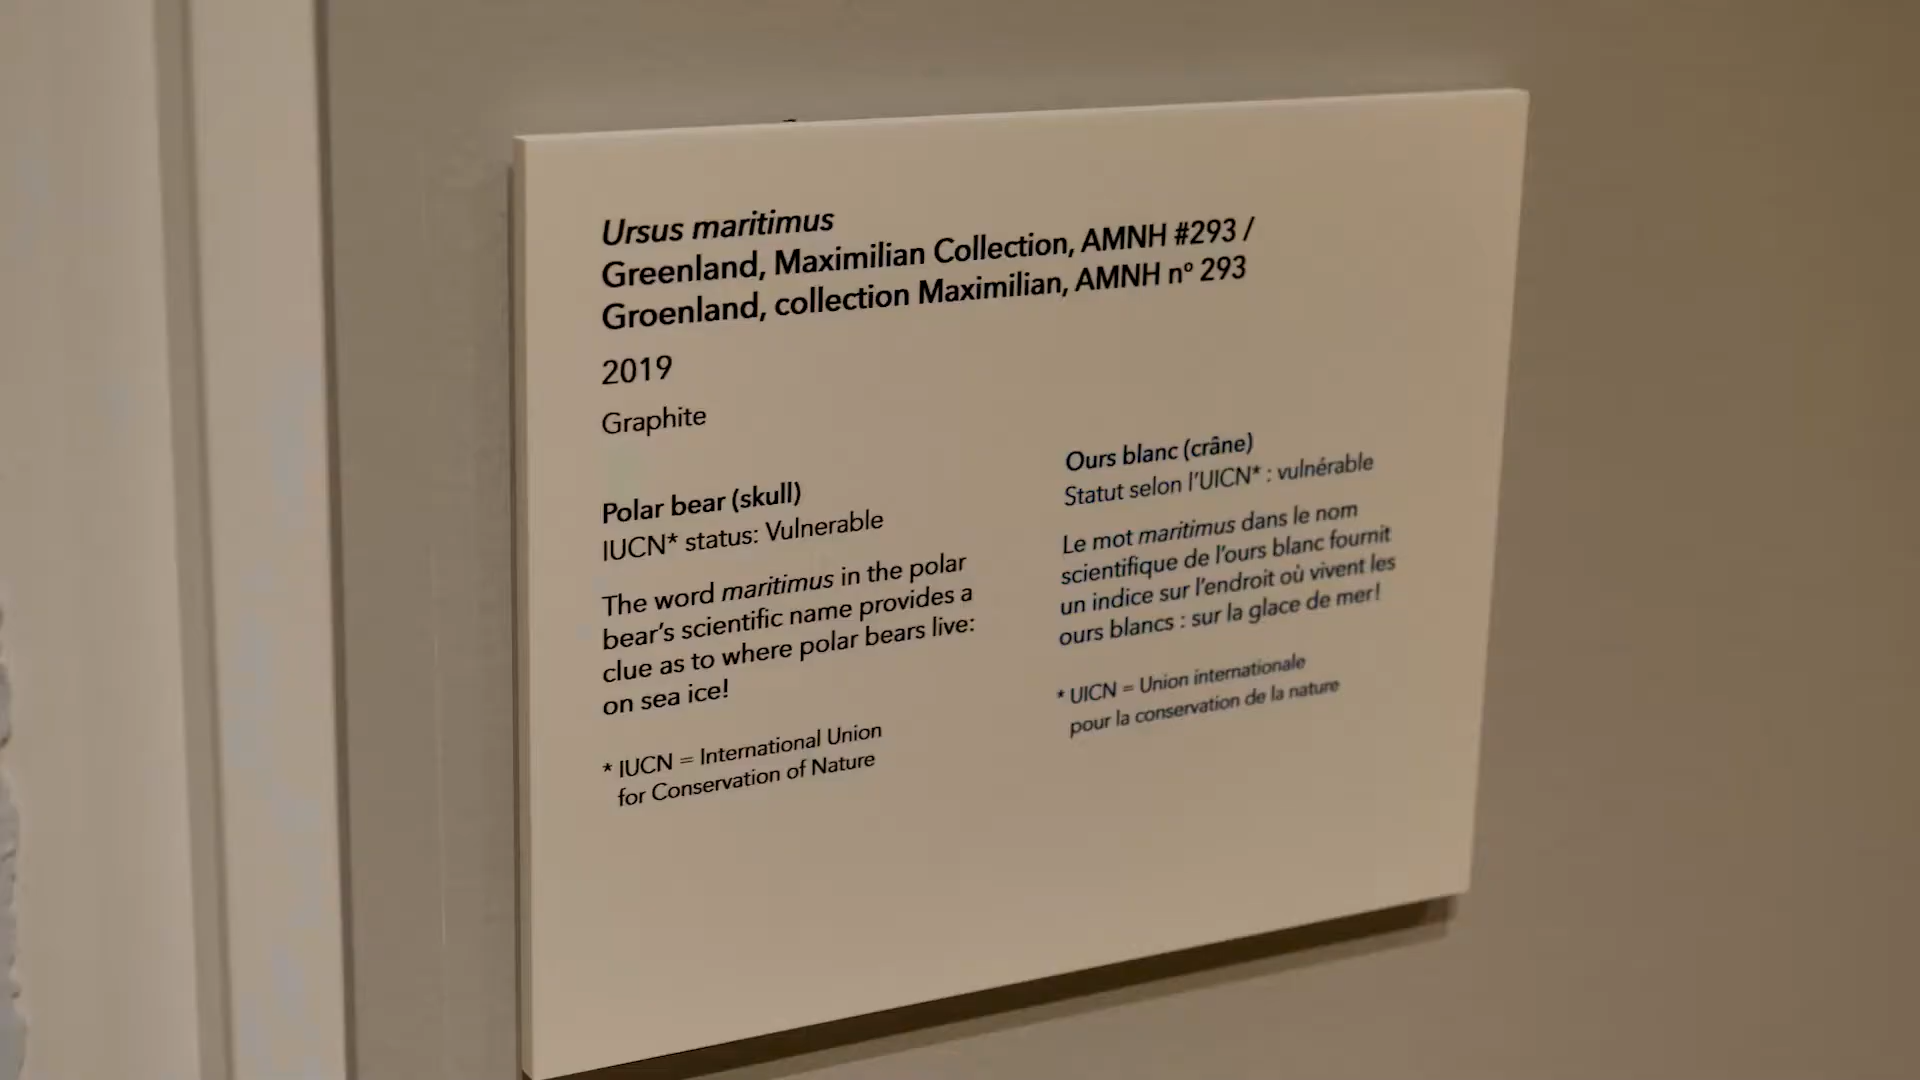 Ursus maritimus
Greenland, Maximilian Collection, AMNH #293 /
Groenland, collection Maximilian, AMNH nº 293
2019
Graphite
Polar bear (skull)
IUCN* status: Vulnerable
The word maritimus in the polar
bear’s scientific name provides a
clue as to where polar bears live:
on sea ice!
* IUCN = International Union
for Conservation of Nature
Ours blanc (crâne)
Statut selon l’UICN* : vulnérable
Le mot maritimus dans le nom
scientifique de l’ours blanc fournit
un indice sur l’endroit où vivent les
ours blancs : sur la glace de mer!
* UICN = Union internationale
pour la conservation de la nature